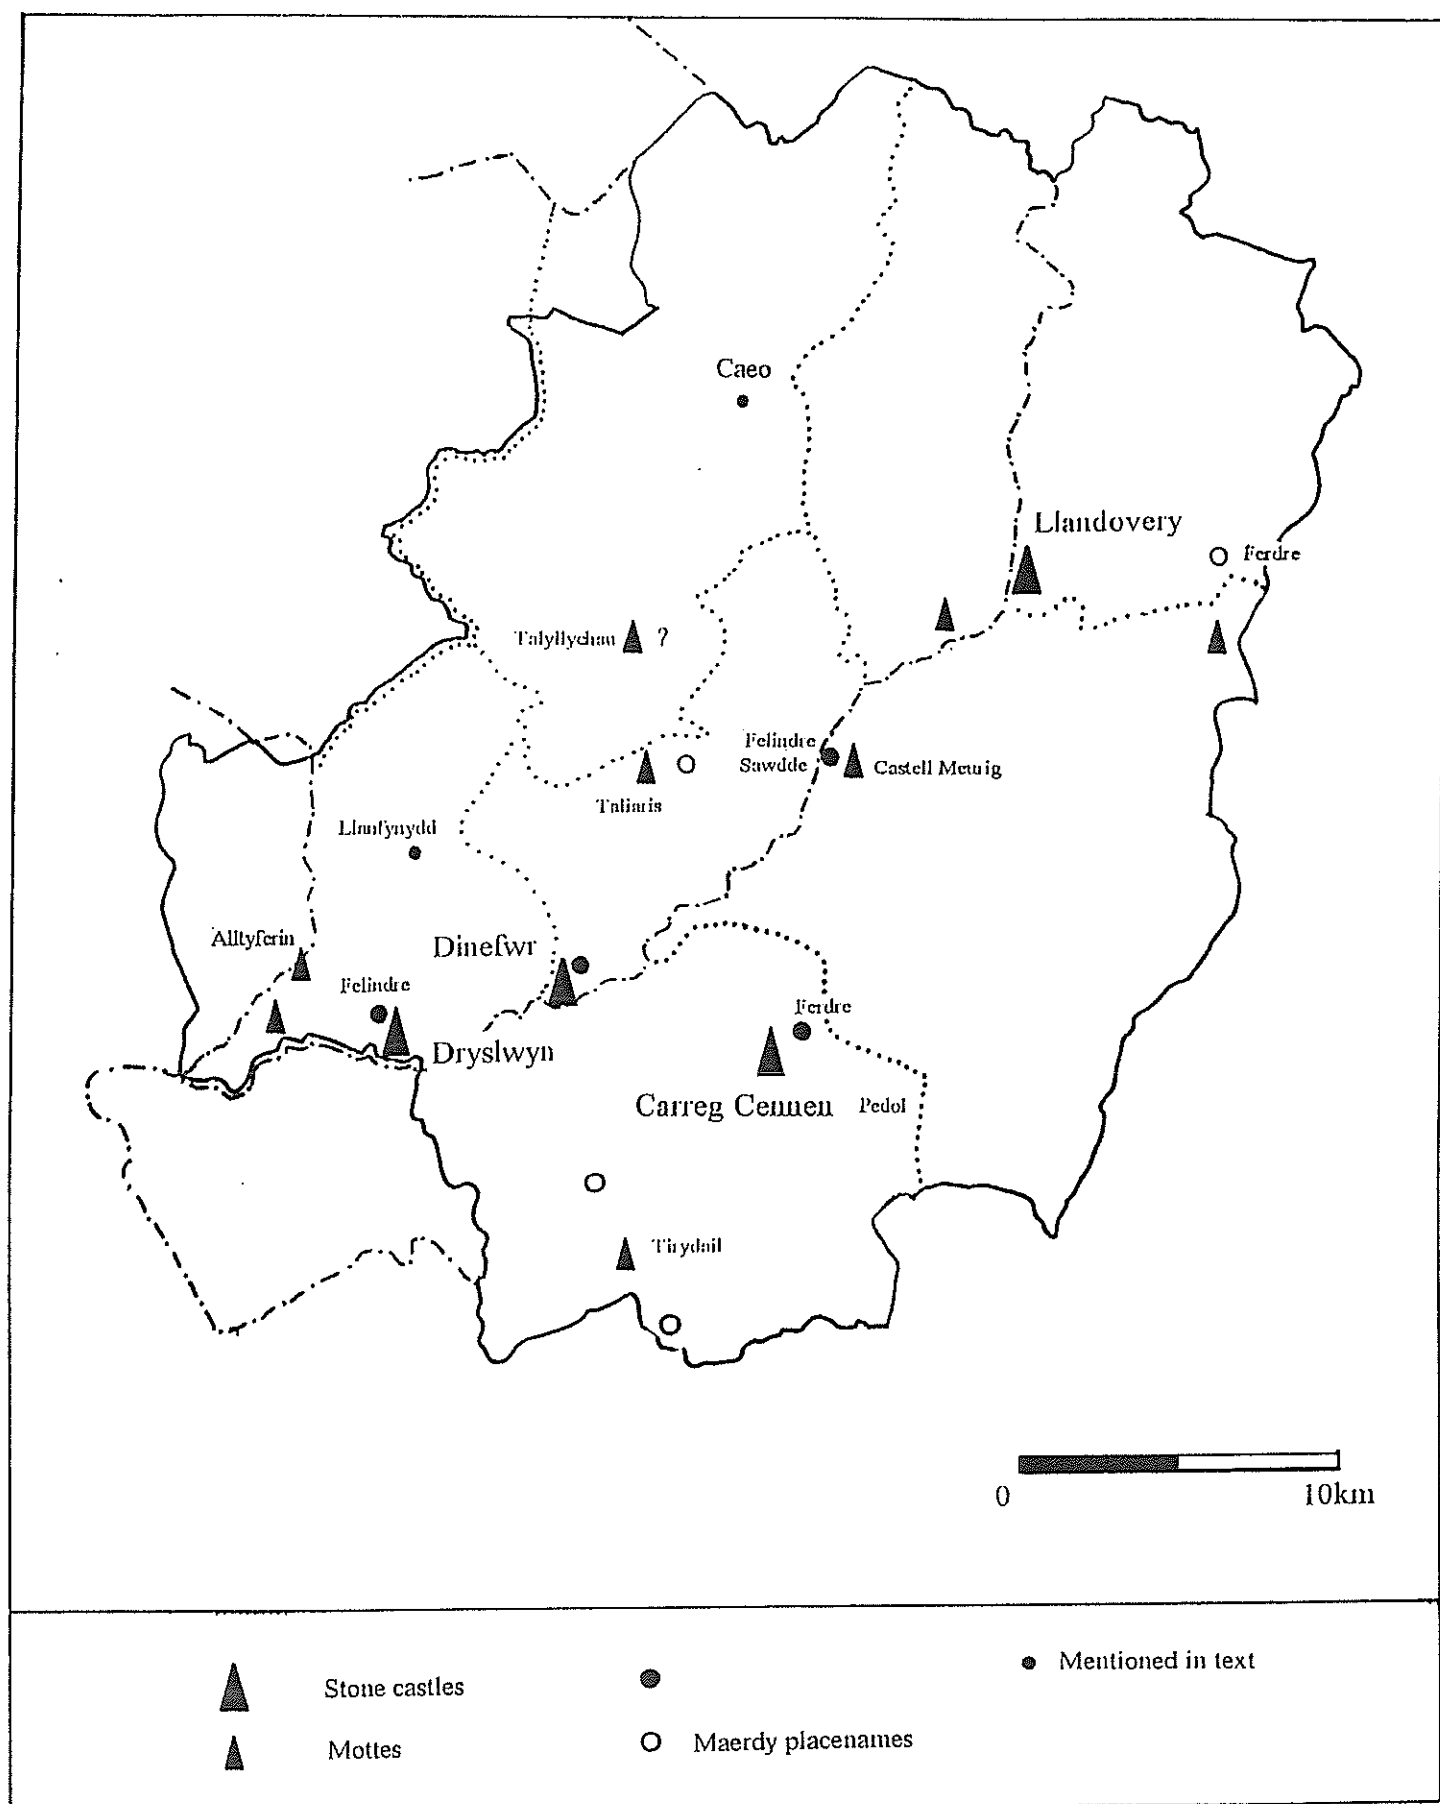 Caeo
Llandovery
Ferdre
Talyllychau ?
Felindre
Sawdde
Castell Meurig
Taliaris
Llanfynydd
Alltyferin
Dinefwr
Felindre
Ferdre
Dryslwyn
Carreg Cennen
Pedol
Tirydail
0
10km
Mentioned in text
Stone castles
Mottes
Maerdy placenames